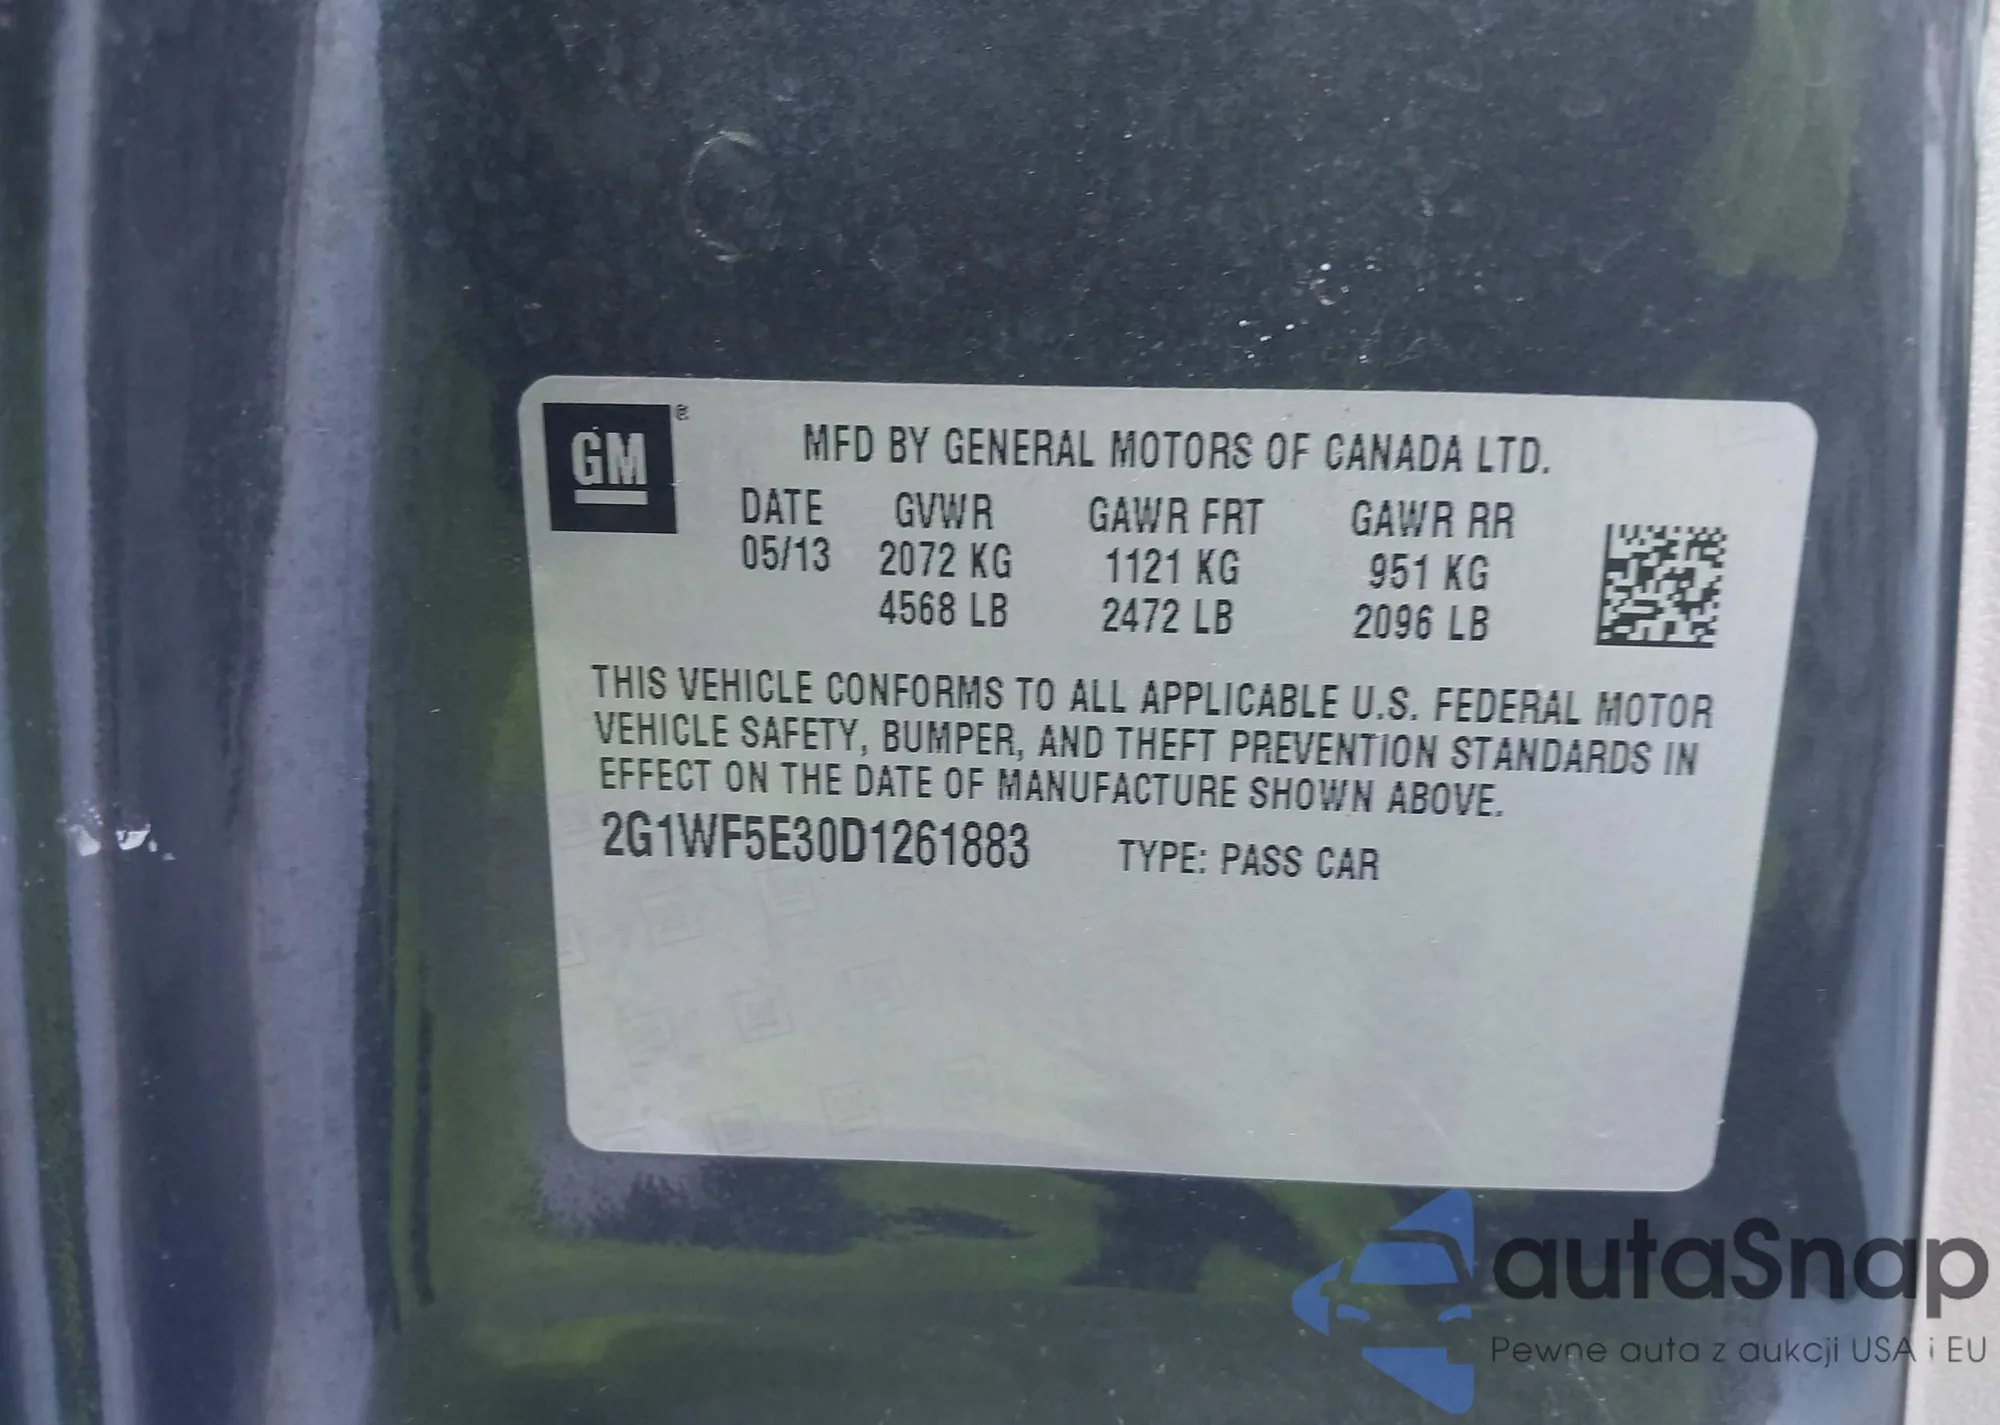 GM®
MFD BY GENERAL MOTORS OF CANADA LTD.
DATE GVWR GAWR FRT GAWR RR
05/13 2072 KG 1121 KG 951 KG
4568 LB 2472 LB 2096 LB
THIS VEHICLE CONFORMS TO ALL APPLICABLE U.S. FEDERAL MOTOR
VEHICLE SAFETY, BUMPER, AND THEFT PREVENTION STANDARDS IN
EFFECT ON THE DATE OF MANUFACTURE SHOWN ABOVE.
2G1WF5E30D1261883 TYPE: PASS CAR
autaSnap
Pewne auta z aukcji USA i EU